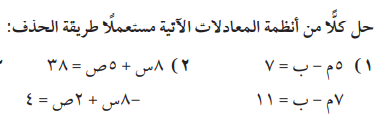 حل كلًّا من أنظمة المعادلات الآتية مستعملًا طريقة الحذف:
١) ٥م − ب = ٧ ٢) ٨س + ٥ص = ٣٨
٧م − ب = ١١ −٨س + ٢ص = ٤